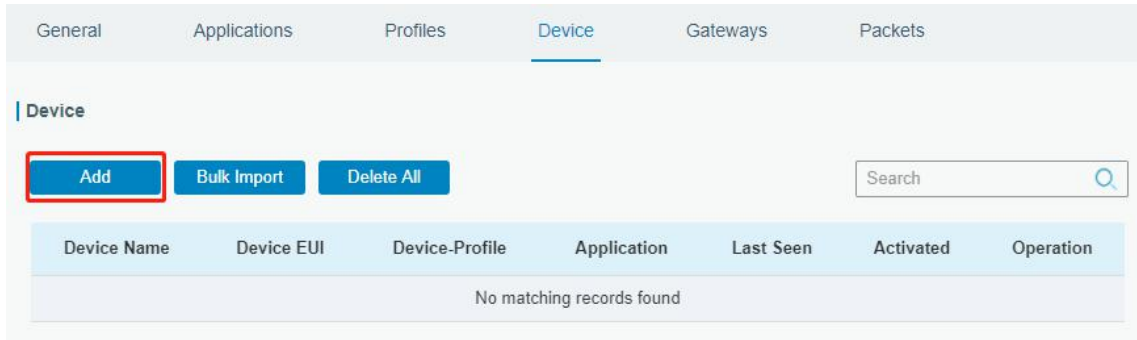 General Applications Profiles Device Gateways Packets
Device
Add Bulk Import Delete All Search
Device Name Device EUI Device-Profile Application Last Seen Activated Operation
No matching records found